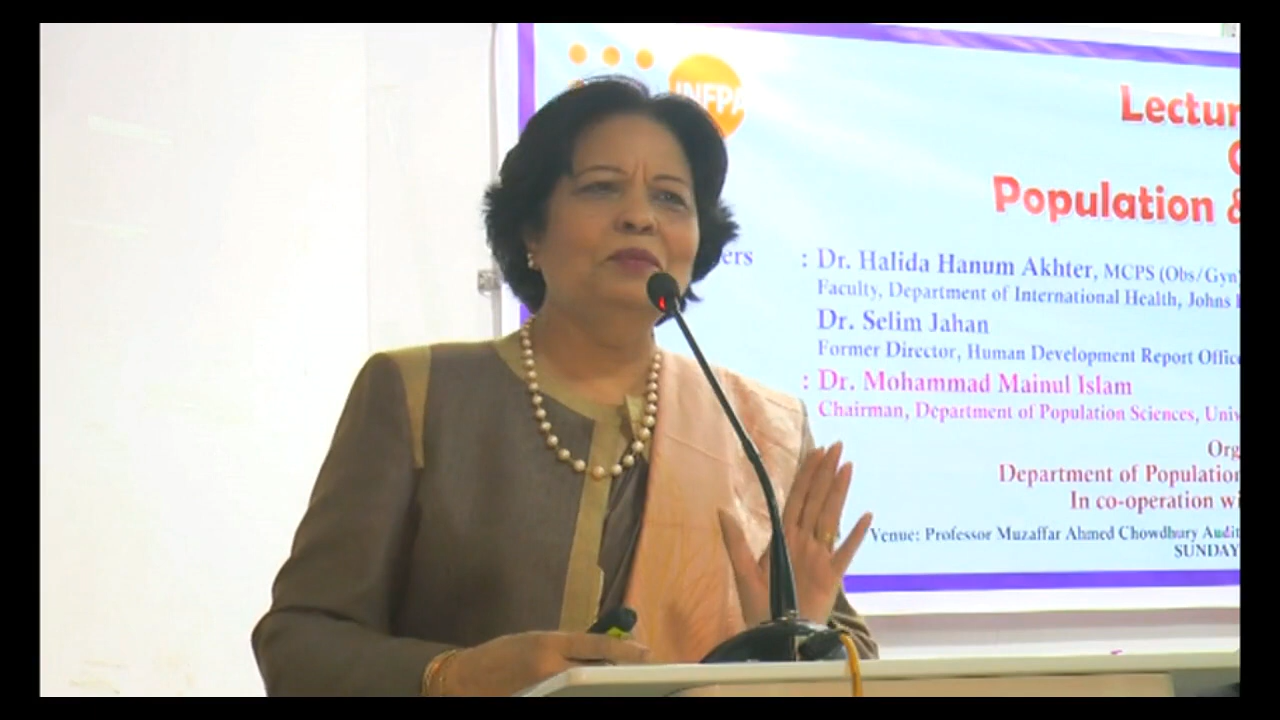 UNFPA
Lectur
Population &
ers : Dr. Halida Hanum Akhter, MCPS (Obs/Gyn)
Faculty, Department of International Health, Johns
Dr. Selim Jahan
Former Director, Human Development Report Office
: Dr. Mohammad Mainul Islam
Chairman, Department of Population Sciences, Univ
Org
Department of Population
In co-operation wi
Venue: Professor Muzaffar Ahmed Chowdhury Audit
SUNDAY